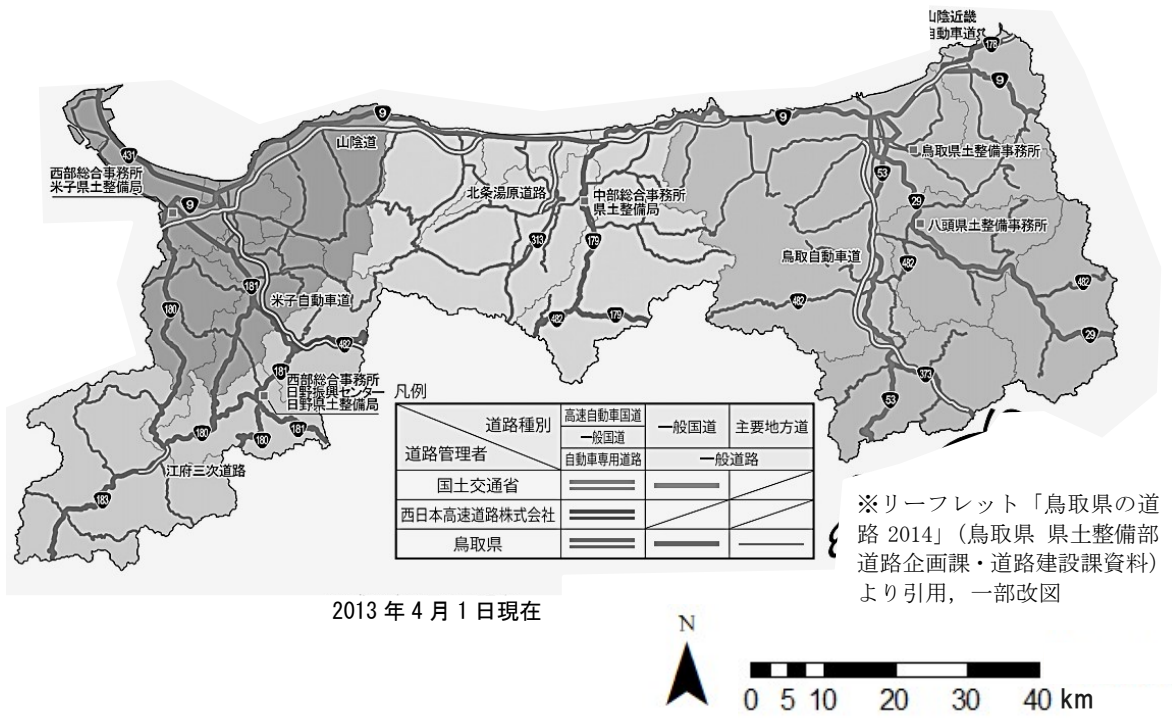 山陰近畿
自動車道
178
9
9
9
431
山陰道
西部総合事務所
米子県土整備局
9
鳥取県土整備事務所
53
北条湯原道路
中部総合事務所
県土整備局
29
八頭県土整備事務所
313
179
鳥取自動車道
482
181
米子自動車道
180
482
482
482
179
29
482
181
373
西部総合事務所
日野振興センター
日野県土整備局
53
180
180
181
江府三次道路
183
凡例
道路種別
道路管理者
高速自動車国道
一般国道
自動車専用道路
一般国道
主要地方道
一般道路
国土交通省
西日本高速道路株式会社
鳥取県
※リーフレット「鳥取県の道
路 2014」(鳥取県 県土整備部
道路企画課・道路建設課資料)
より引用，一部改図
2013 年 4 月 1 日現在
N
0 5 10 20 30 40 km